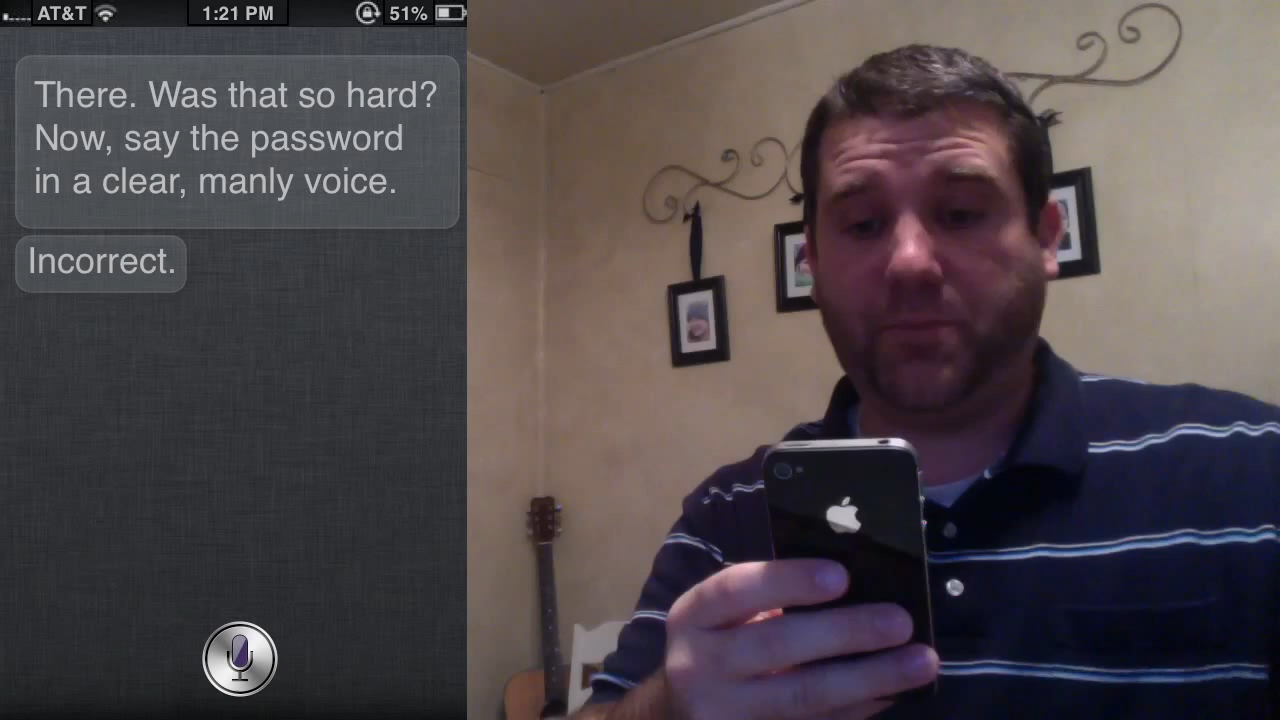 AT&T 1:21 PM 51%
There. Was that so hard?
Now, say the password
in a clear, manly voice.
Incorrect.